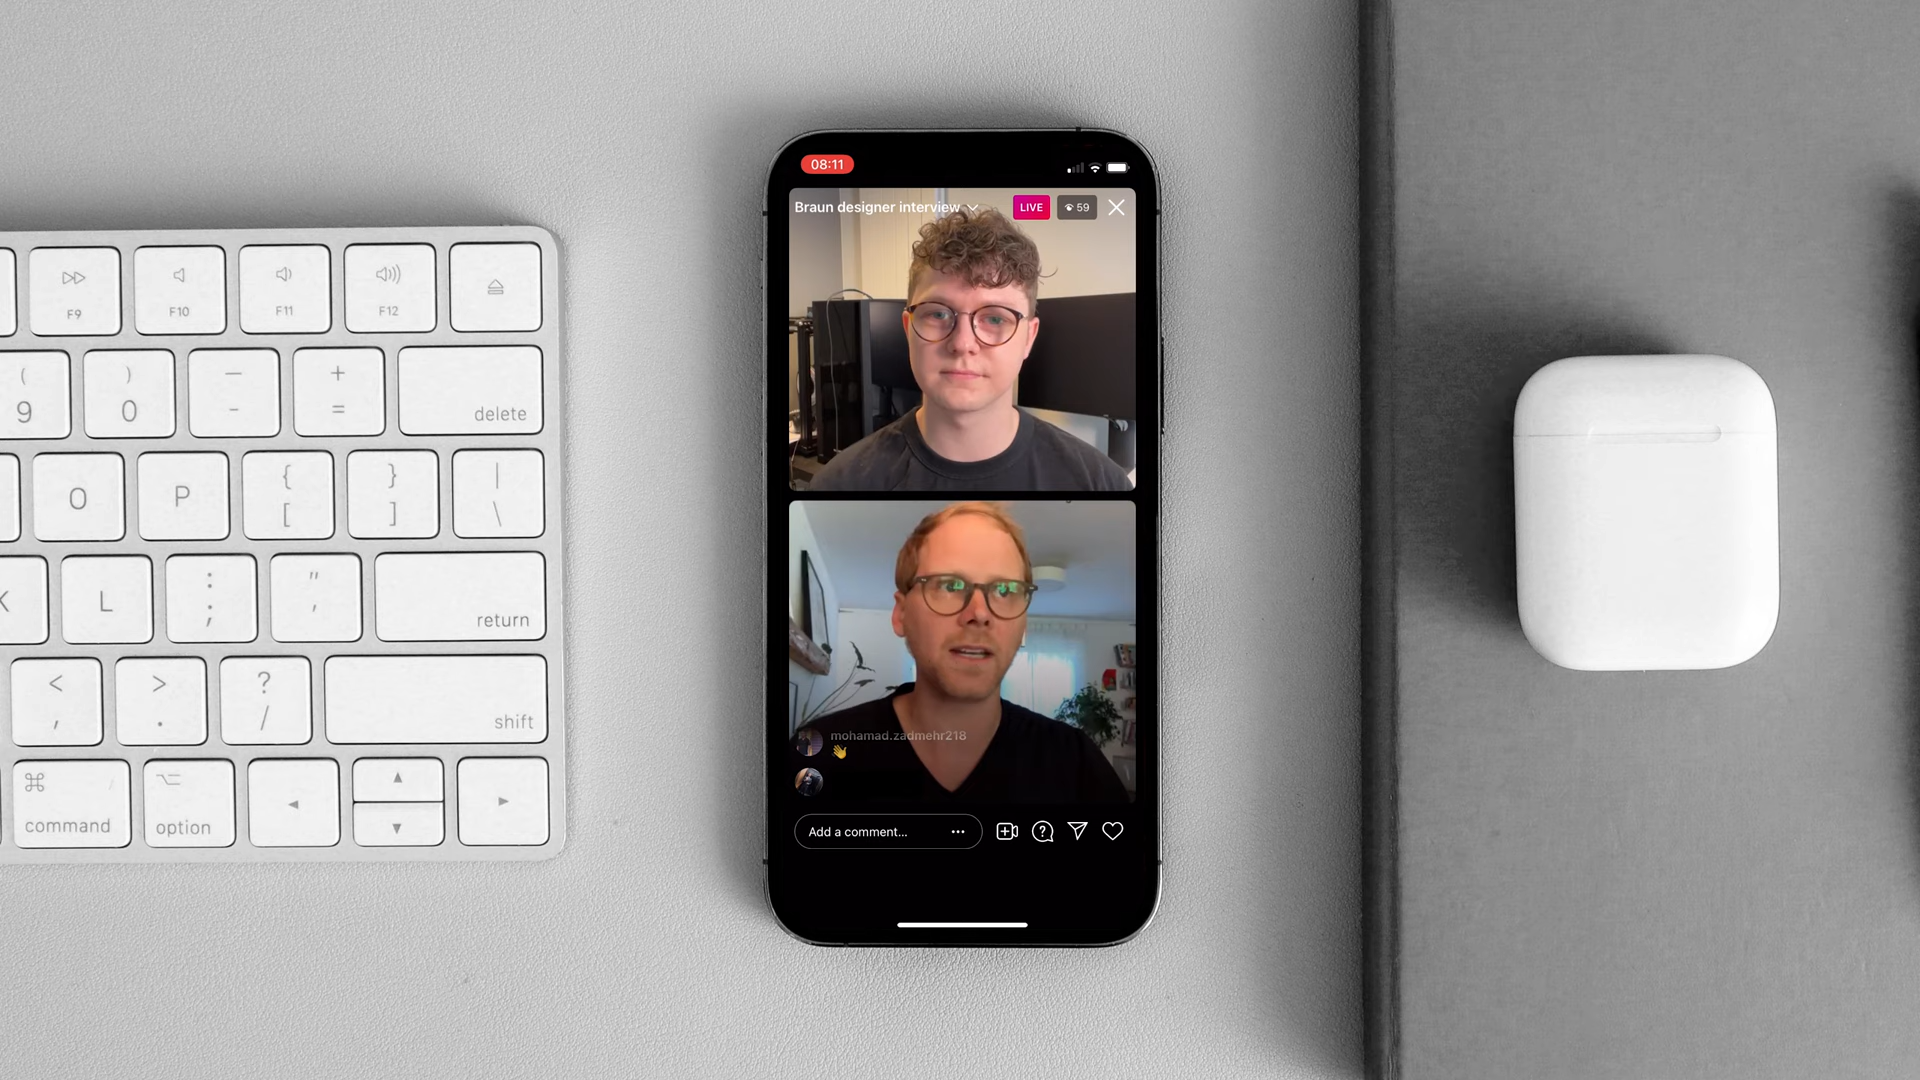 08:11
Braun designer interview
LIVE
59
mohamad.zadmehr218
Add a comment...
F9
F10
F11
F12
( 9
) 0
— -
+ =
delete
O
P
{ [
} ]
| \
K
L
: ;
" '
return
< ,
> .
? /
shift
command
option